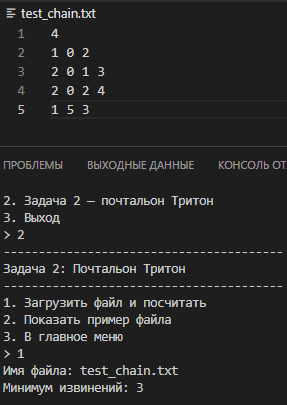 test_chain.txt
1 4
2 1 0 2
3 2 0 1 3
4 2 0 2 4
5 1 5 3
ПРОБЛЕМЫ ВЫХОДНЫЕ ДАННЫЕ КОНСОЛЬ ОТЛ
2. Задача 2 — почтальон Тритон
3. Выход
> 2
----------------------------------------
Задача 2: Почтальон Тритон
----------------------------------------
1. Загрузить файл и посчитать
2. Показать пример файла
3. В главное меню
> 1
Имя файла: test_chain.txt
Минимум извинений: 3